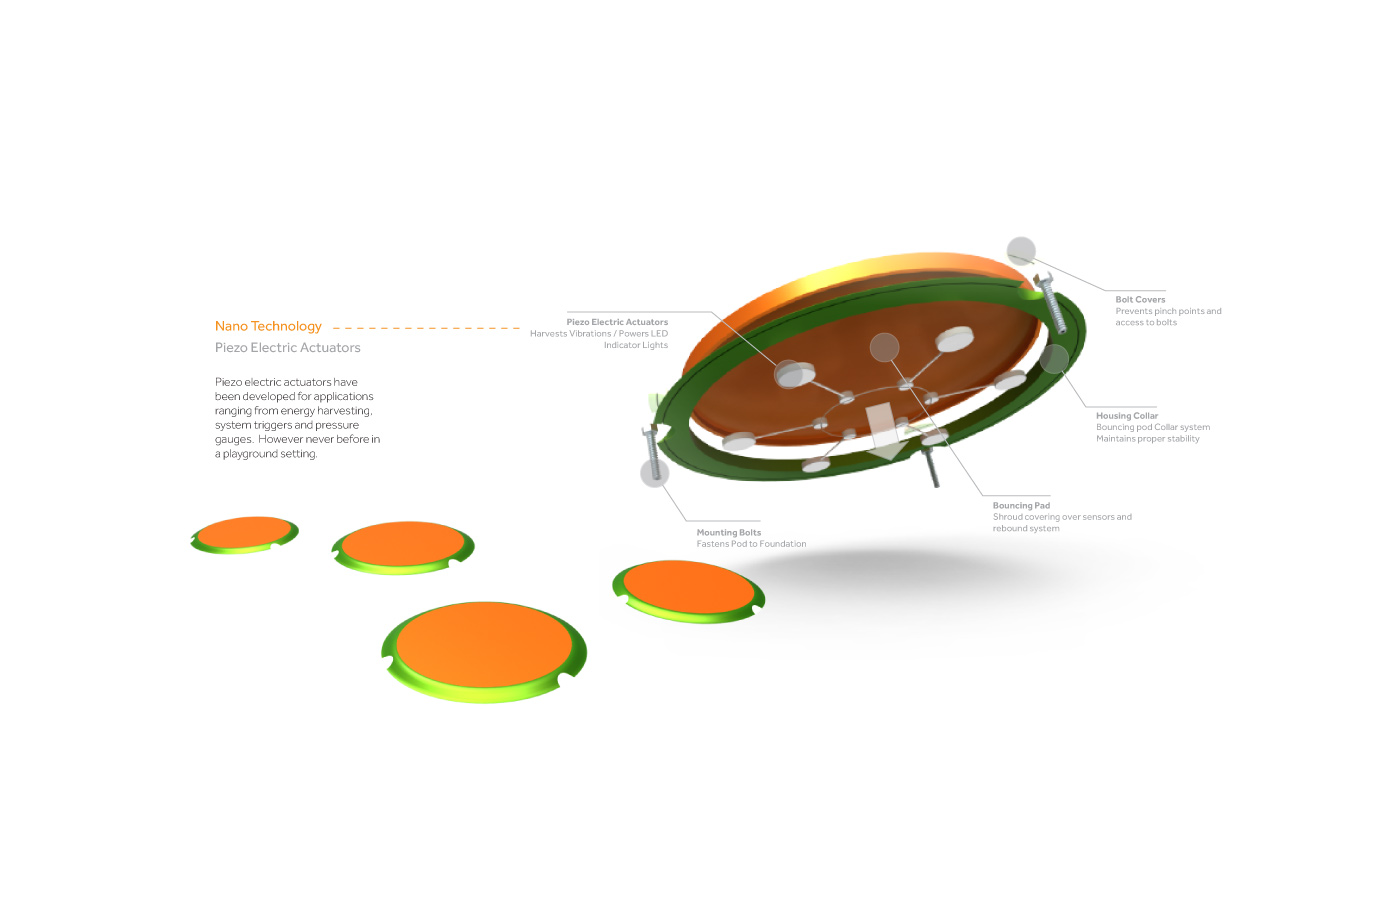 Nano Technology
Piezo Electric Actuators
Piezo electric actuators have
been developed for applications
ranging from energy harvesting,
system triggers and pressure
gauges. However never before in
a playground setting.
Piezo Electric Actuators
Harvests Vibrations / Powers LED
Indicator Lights
Bolt Covers
Prevents pinch points and
access to bolts
Housing Collar
Bouncing pod Collar system
Maintains proper stability
Bouncing Pad
Shroud covering over sensors and
rebound system
Mounting Bolts
Fastens Pod to Foundation